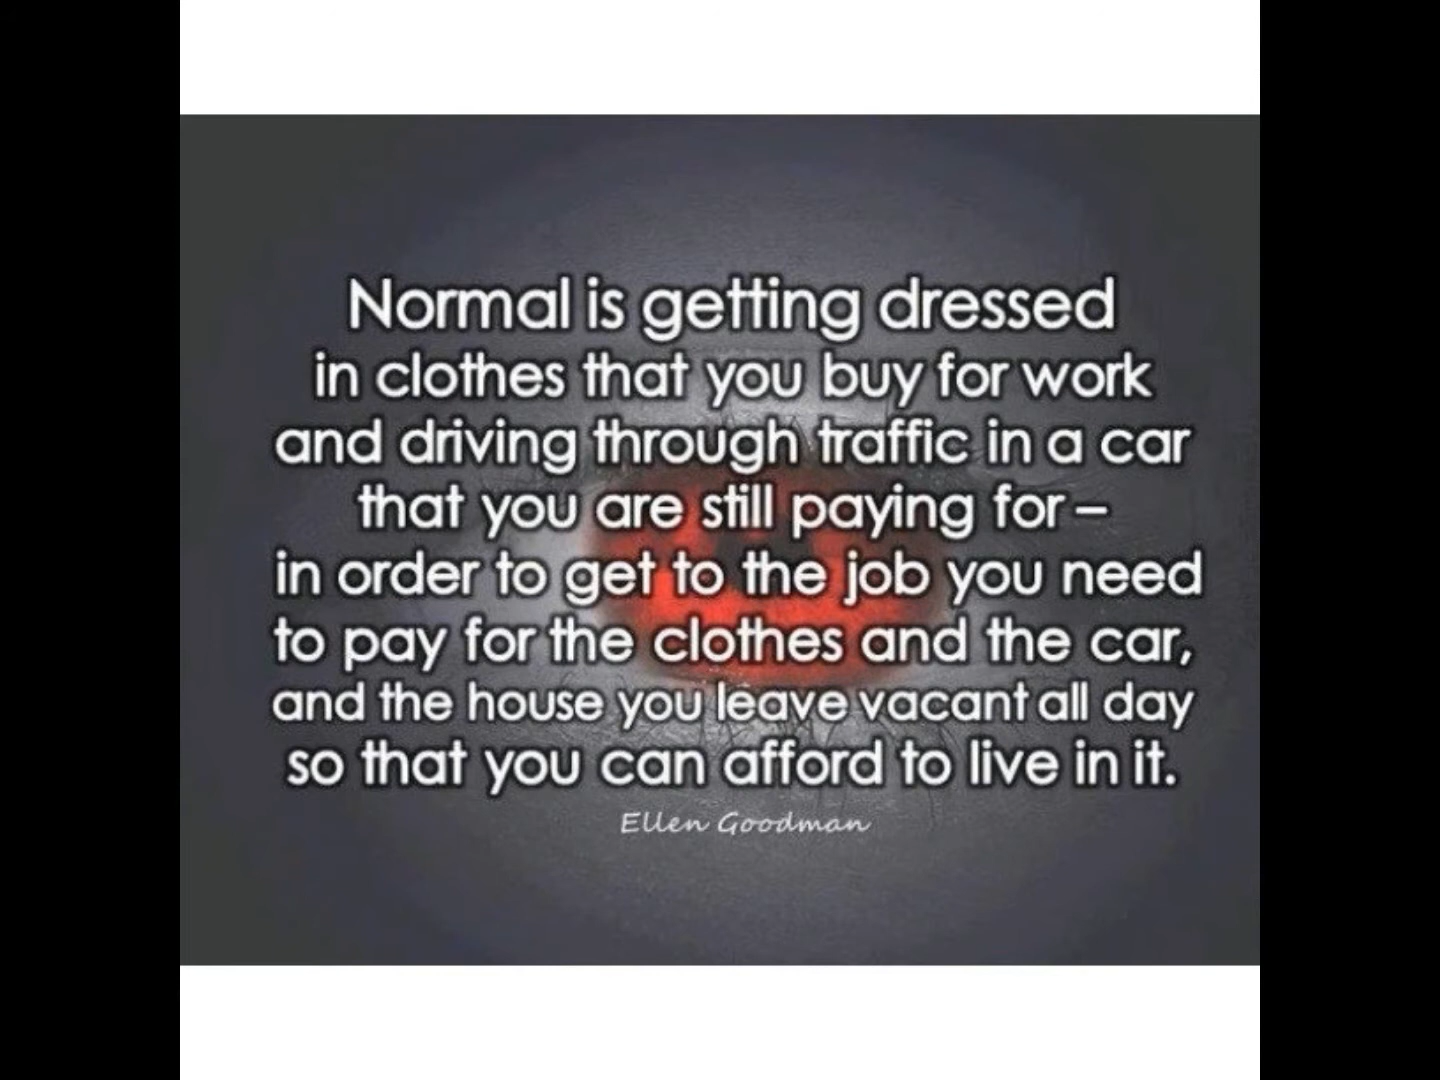 Normal is getting dressed
in clothes that you buy for work
and driving through traffic in a car
that you are still paying for –
in order to get to the job you need
to pay for the clothes and the car,
and the house you leave vacant all day
so that you can afford to live in it.
Ellen Goodman